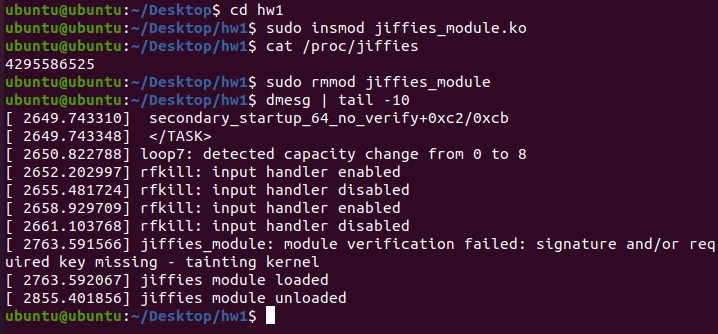 ubuntu@ubuntu:~/Desktop$ cd hw1
ubuntu@ubuntu:~/Desktop/hw1$ sudo insmod jiffies_module.ko
ubuntu@ubuntu:~/Desktop/hw1$ cat /proc/jiffies
4295586525
ubuntu@ubuntu:~/Desktop/hw1$ sudo rmmod jiffies_module
ubuntu@ubuntu:~/Desktop/hw1$ dmesg | tail -10
[ 2649.743310]  secondary_startup_64_no_verify+0xc2/0xcb
[ 2649.743348]  </TASK>
[ 2650.822788] loop7: detected capacity change from 0 to 8
[ 2652.202997] rfkill: input handler enabled
[ 2655.481724] rfkill: input handler disabled
[ 2658.929709] rfkill: input handler enabled
[ 2661.103768] rfkill: input handler disabled
[ 2763.591566] jiffies_module: module verification failed: signature and/or req
uired key missing - tainting kernel
[ 2763.592067] jiffies module loaded
[ 2855.401856] jiffies module unloaded
ubuntu@ubuntu:~/Desktop/hw1$